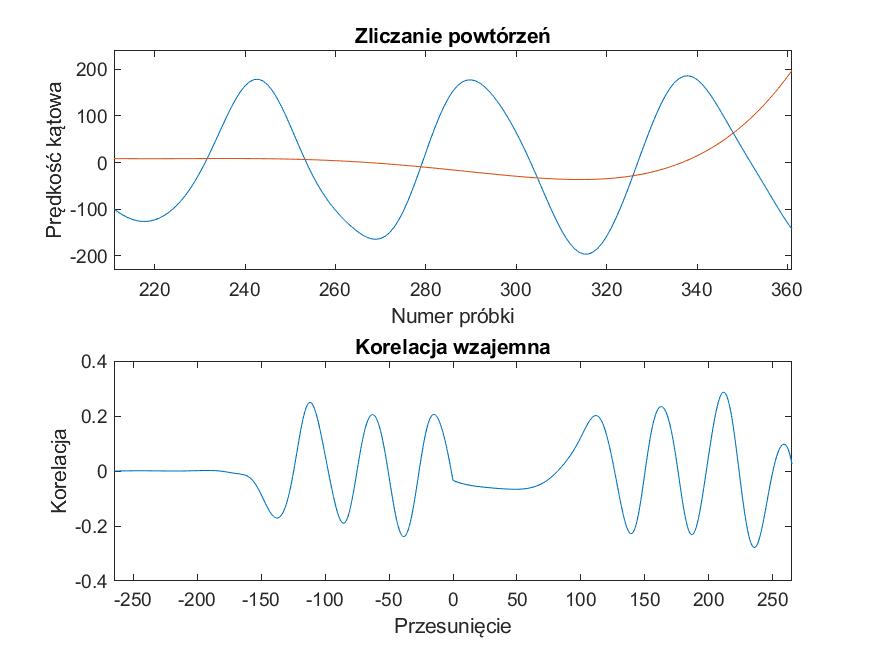 Zliczanie powtórzeń
200
100
0
-100
-200
Prędkość kątowa
220 240 260 280 300 320 340 360
Numer próbki
Korelacja wzajemna
0.4
0.2
0
-0.2
-0.4
Korelacja
-250 -200 -150 -100 -50 0 50 100 150 200 250
Przesunięcie